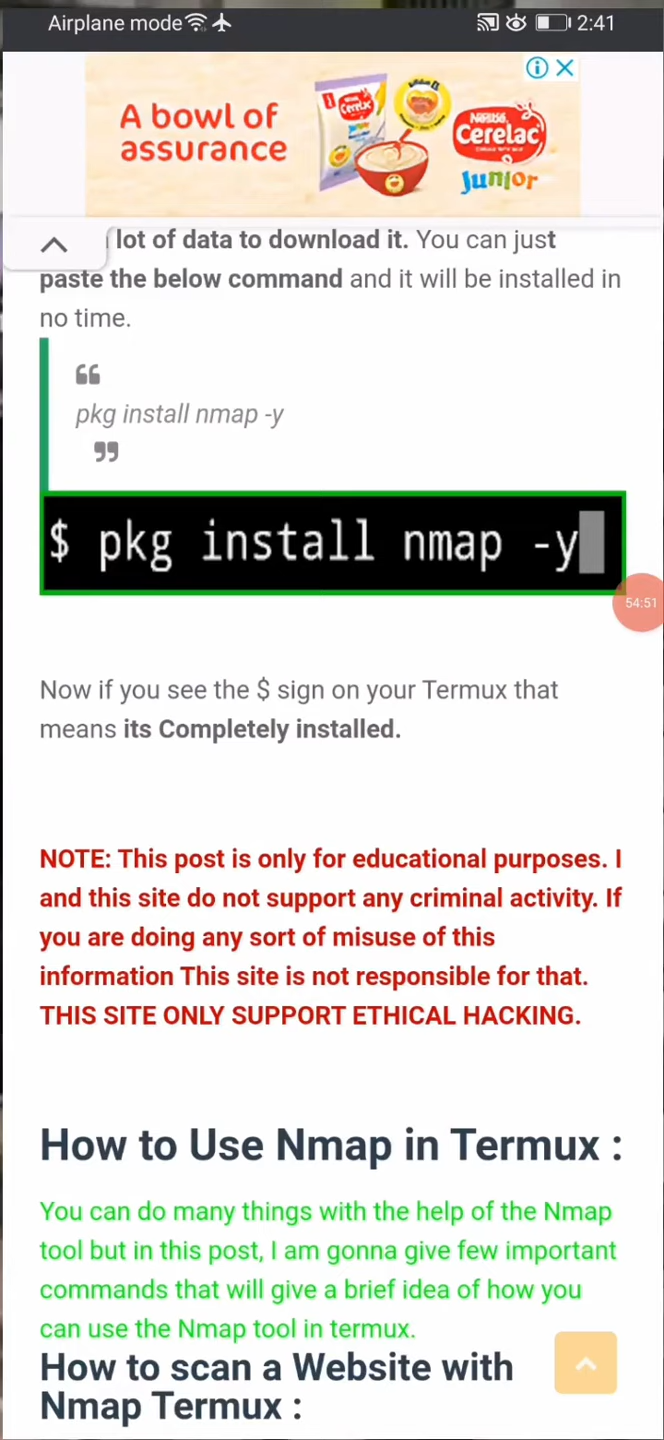 Airplane mode 2:41
A bowl of
assurance
Nestlé
Cerelac
Junior
lot of data to download it. You can just
paste the below command and it will be installed in
no time.
“
pkg install nmap -y
”
$ pkg install nmap -y
54:51
Now if you see the $ sign on your Termux that
means its Completely installed.
NOTE: This post is only for educational purposes. I
and this site do not support any criminal activity. If
you are doing any sort of misuse of this
information This site is not responsible for that.
THIS SITE ONLY SUPPORT ETHICAL HACKING.
How to Use Nmap in Termux :
You can do many things with the help of the Nmap
tool but in this post, I am gonna give few important
commands that will give a brief idea of how you
can use the Nmap tool in termux.
How to scan a Website with
Nmap Termux :